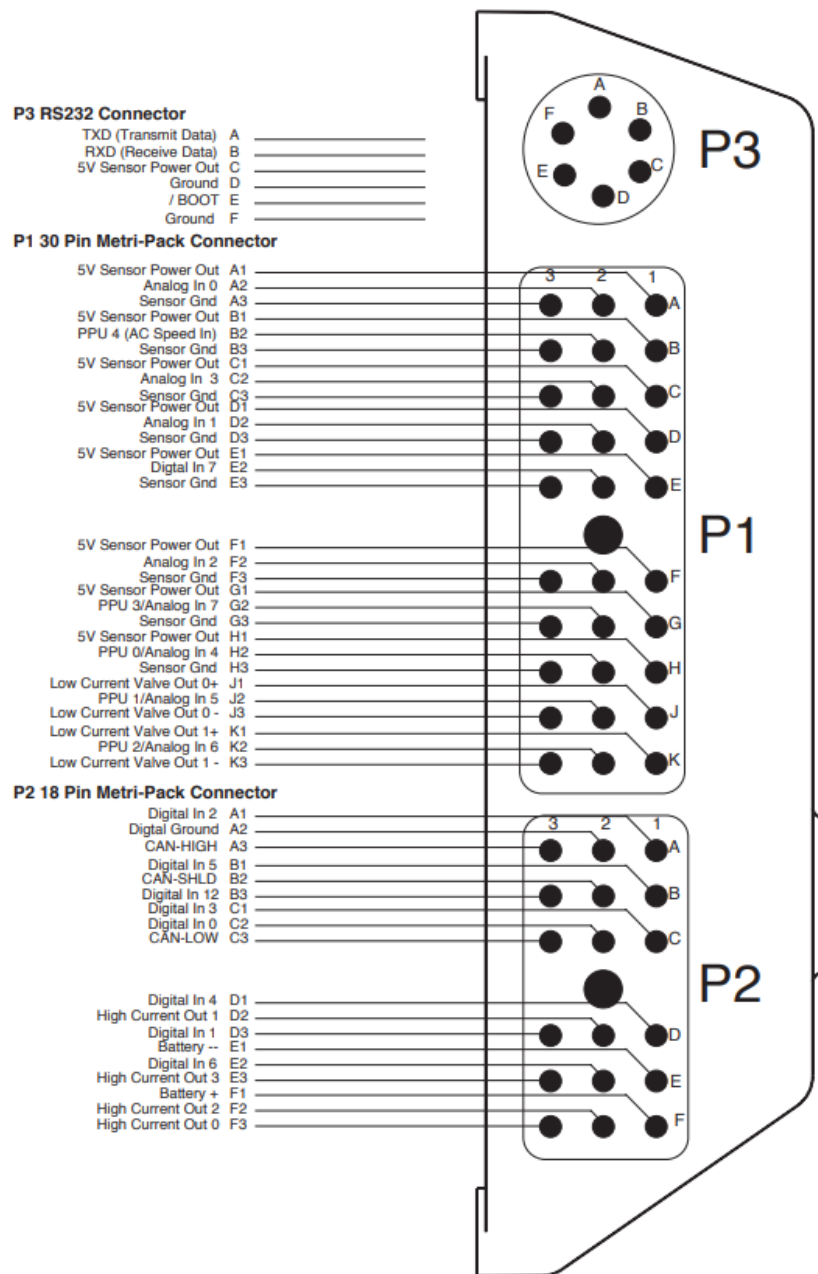 P3 RS232 Connector
TXD (Transmit Data) A
RXD (Receive Data) B
5V Sensor Power Out C
Ground D
/ BOOT E
Ground F
A
B
C
D
E
F
P3
P1 30 Pin Metri-Pack Connector
5V Sensor Power Out A1
Analog In 0 A2
Sensor Gnd A3
5V Sensor Power Out B1
PPU 4 (AC Speed In) B2
Sensor Gnd B3
5V Sensor Power Out C1
Analog In 3 C2
Sensor Gnd C3
5V Sensor Power Out D1
Analog In 1 D2
Sensor Gnd D3
5V Sensor Power Out E1
Digtal In 7 E2
Sensor Gnd E3
5V Sensor Power Out F1
Analog In 2 F2
Sensor Gnd F3
5V Sensor Power Out G1
PPU 3/Analog In 7 G2
Sensor Gnd G3
5V Sensor Power Out H1
PPU 0/Analog In 4 H2
Sensor Gnd H3
Low Current Valve Out 0+ J1
PPU 1/Analog In 5 J2
Low Current Valve Out 0 - J3
Low Current Valve Out 1+ K1
PPU 2/Analog In 6 K2
Low Current Valve Out 1 - K3
3 2 1
A
B
C
D
E
F
G
H
J
K
P1
P2 18 Pin Metri-Pack Connector
Digital In 2 A1
Digtal Ground A2
CAN-HIGH A3
Digital In 5 B1
CAN-SHLD B2
Digital In 12 B3
Digital In 3 C1
Digital In 0 C2
CAN-LOW C3
Digital In 4 D1
High Current Out 1 D2
Digital In 1 D3
Battery -- E1
Digital In 6 E2
High Current Out 3 E3
Battery + F1
High Current Out 2 F2
High Current Out 0 F3
3 2 1
A
B
C
D
E
F
P2